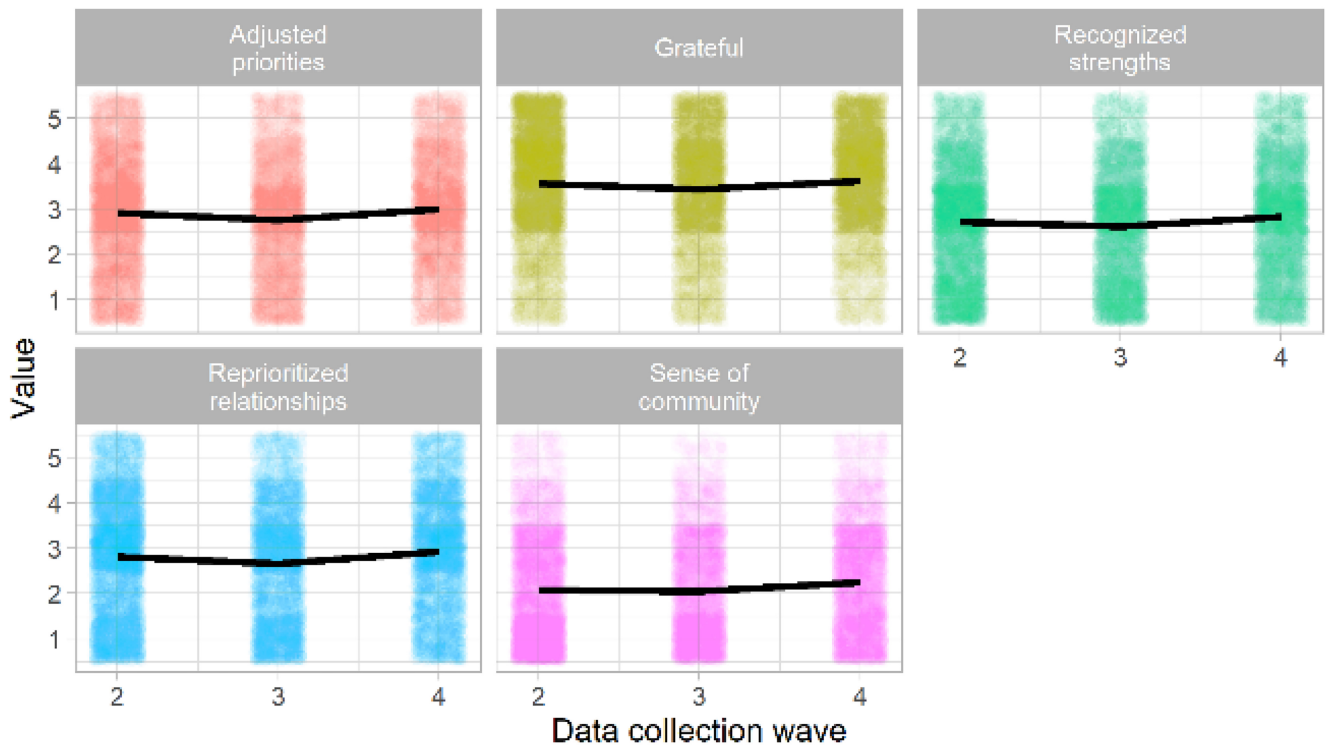 Adjusted
priorities
Grateful
Recognized
strengths
5
4
3
2
1
2
3
4
Reprioritized
relationships
Sense of
community
5
4
3
2
1
2
3
4
2
3
4
Value
Data collection wave